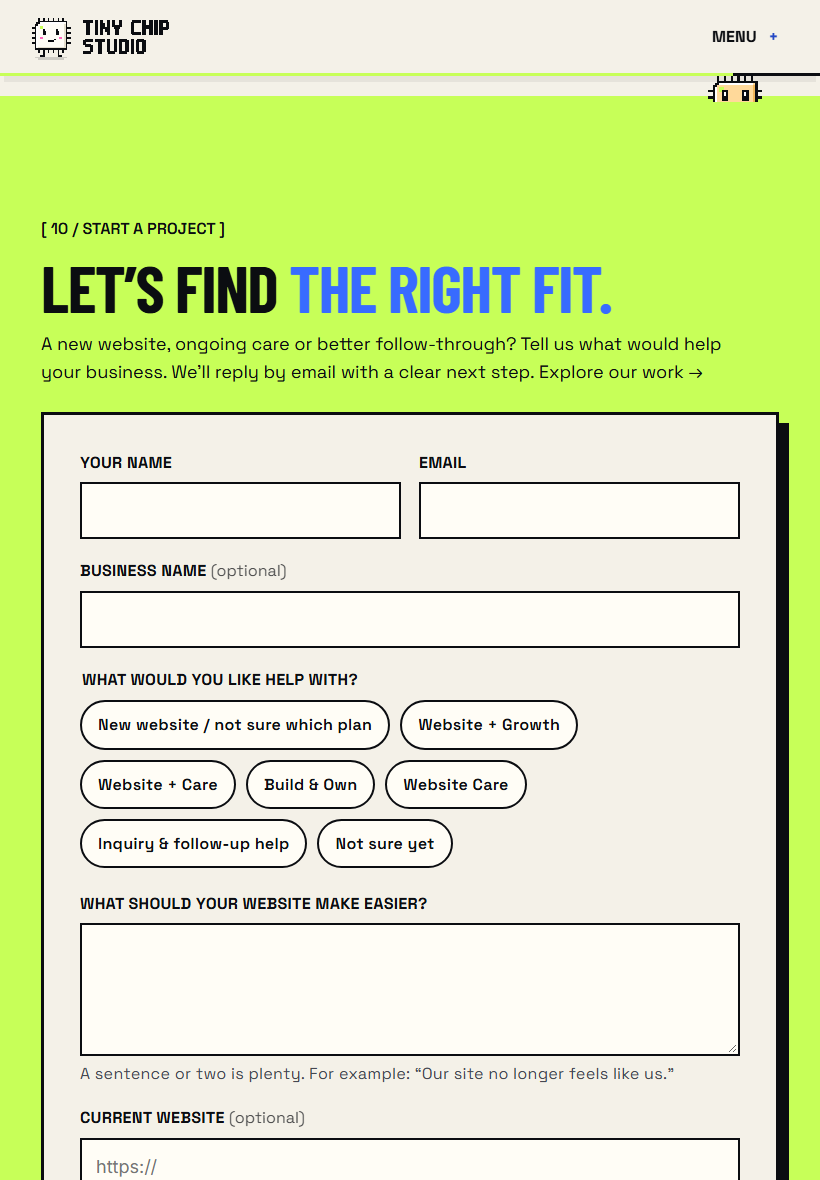 TINY CHIP
STUDIO
MENU +
[ 10 / START A PROJECT ]
LET’S FIND THE RIGHT FIT.
A new website, ongoing care or better follow-through? Tell us what would help
your business. We’ll reply by email with a clear next step. Explore our work →
YOUR NAME
EMAIL
BUSINESS NAME (optional)
WHAT WOULD YOU LIKE HELP WITH?
New website / not sure which plan
Website + Growth
Website + Care
Build & Own
Website Care
Inquiry & follow-up help
Not sure yet
WHAT SHOULD YOUR WEBSITE MAKE EASIER?
A sentence or two is plenty. For example: “Our site no longer feels like us.”
CURRENT WEBSITE (optional)
https://